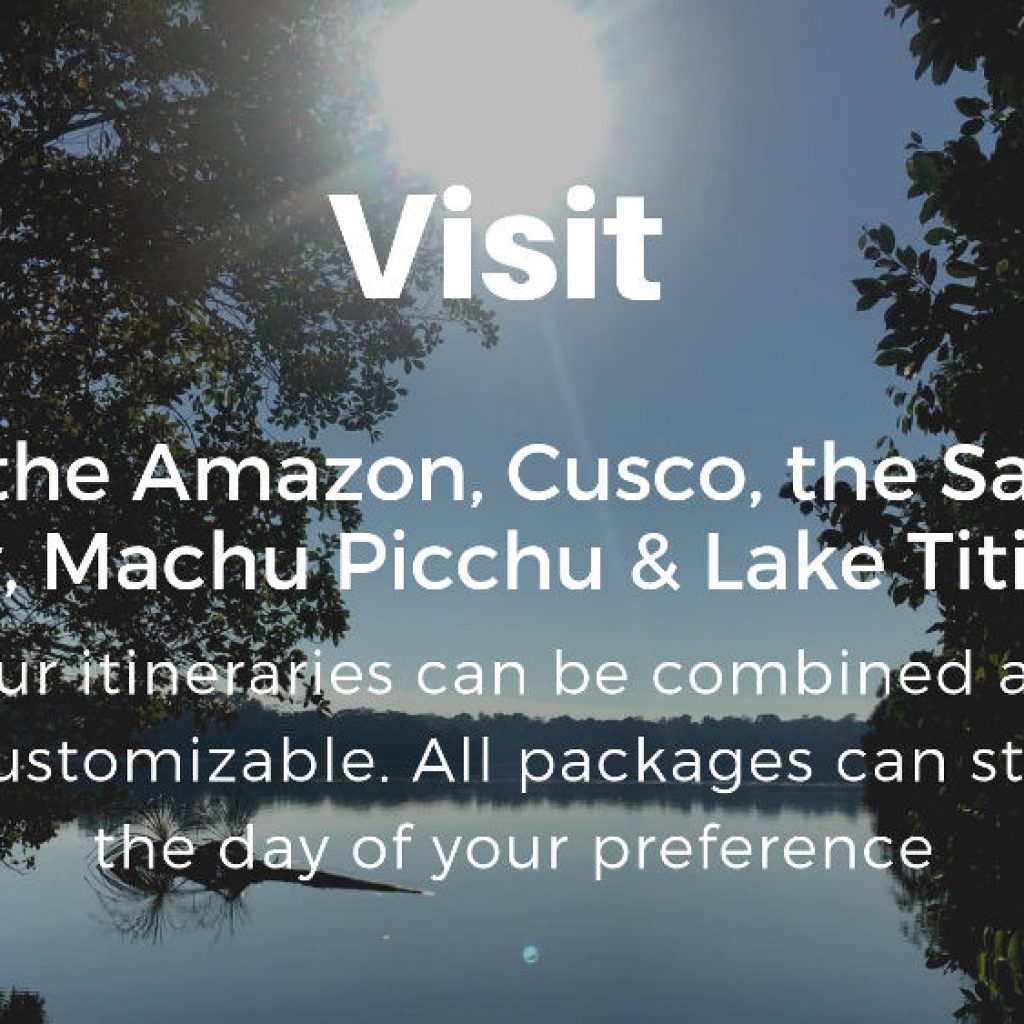 Visit
the Amazon, Cusco, the Sa
, Machu Picchu & Lake Titi
ur itineraries can be combined a
ustomizable. All packages can st
the day of your preference